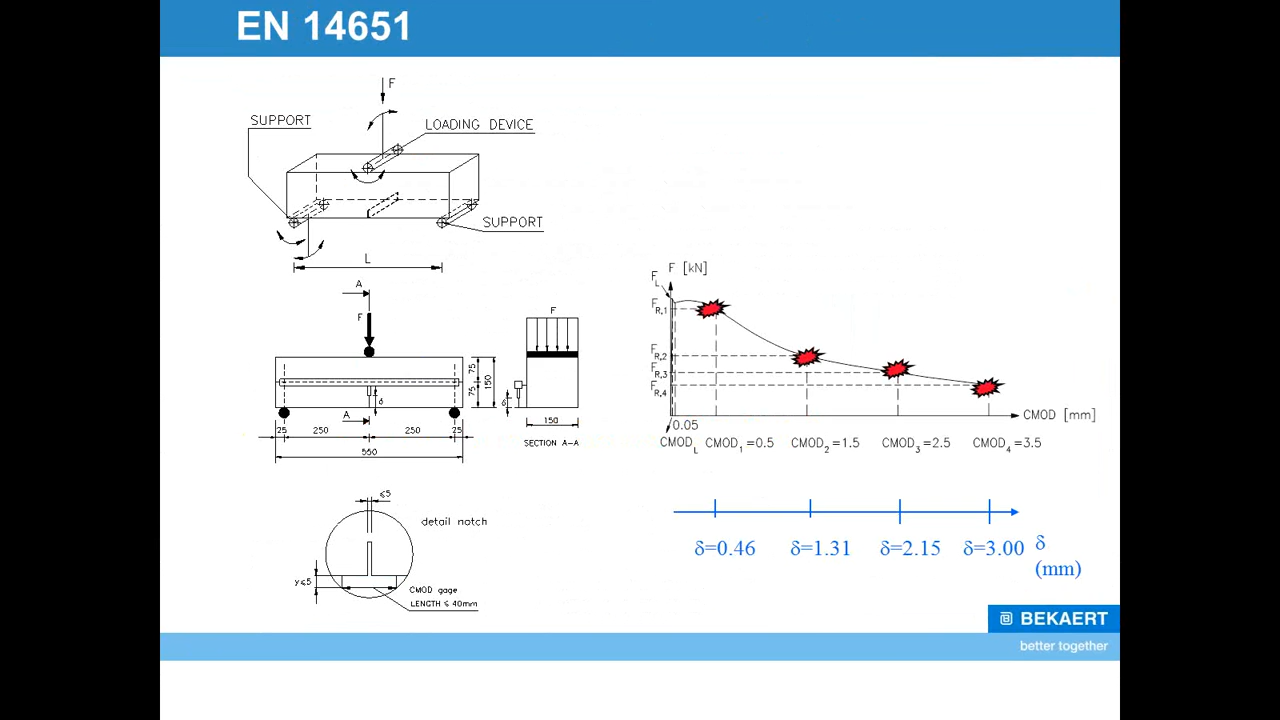 EN 14651
F
SUPPORT
LOADING DEVICE
SUPPORT
L
A
F
75
75
150
6
A
25
250
250
25
550
F
6
150
SECTION A-A
≤5
detail notch
y≤5
CMOD gage
LENGTH ≤ 40mm
F [kN]
F_L
F_R,1
F_R,2
F_R,3
F_R,4
0.05
CMOD [mm]
CMOD_L CMOD_1=0.5 CMOD_2=1.5 CMOD_3=2.5 CMOD_4=3.5
δ=0.46 δ=1.31 δ=2.15 δ=3.00 δ
(mm)
BEKAERT
better together